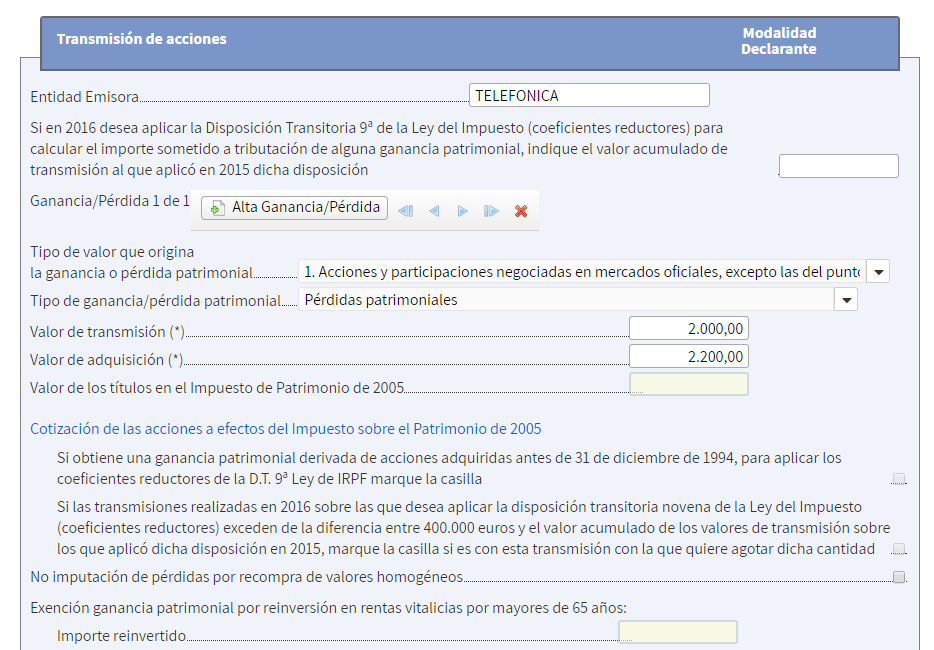 Transmisión de acciones
Modalidad
Declarante
Entidad Emisora TELEFONICA
Si en 2016 desea aplicar la Disposición Transitoria 9ª de la Ley del Impuesto (coeficientes reductores) para
calcular el importe sometido a tributación de alguna ganancia patrimonial, indique el valor acumulado de
transmisión al que aplicó en 2015 dicha disposición
Ganancia/Pérdida 1 de 1 Alta Ganancia/Pérdida
Tipo de valor que origina
la ganancia o pérdida patrimonial 1. Acciones y participaciones negociadas en mercados oficiales, excepto las del punto
Tipo de ganancia/pérdida patrimonial Pérdidas patrimoniales
Valor de transmisión (*) 2.000,00
Valor de adquisición (*) 2.200,00
Valor de los títulos en el Impuesto de Patrimonio de 2005
Cotización de las acciones a efectos del Impuesto sobre el Patrimonio de 2005
Si obtiene una ganancia patrimonial derivada de acciones adquiridas antes de 31 de diciembre de 1994, para aplicar los
coeficientes reductores de la D.T. 9ª Ley de IRPF marque la casilla
Si las transmisiones realizadas en 2016 sobre las que desea aplicar la disposición transitoria novena de la Ley del Impuesto
(coeficientes reductores) exceden de la diferencia entre 400.000 euros y el valor acumulado de los valores de transmisión sobre
los que aplicó dicha disposición en 2015, marque la casilla si es con esta transmisión con la que quiere agotar dicha cantidad
No imputación de pérdidas por recompra de valores homogéneos
Exención ganancia patrimonial por reinversión en rentas vitalicias por mayores de 65 años:
Importe reinvertido